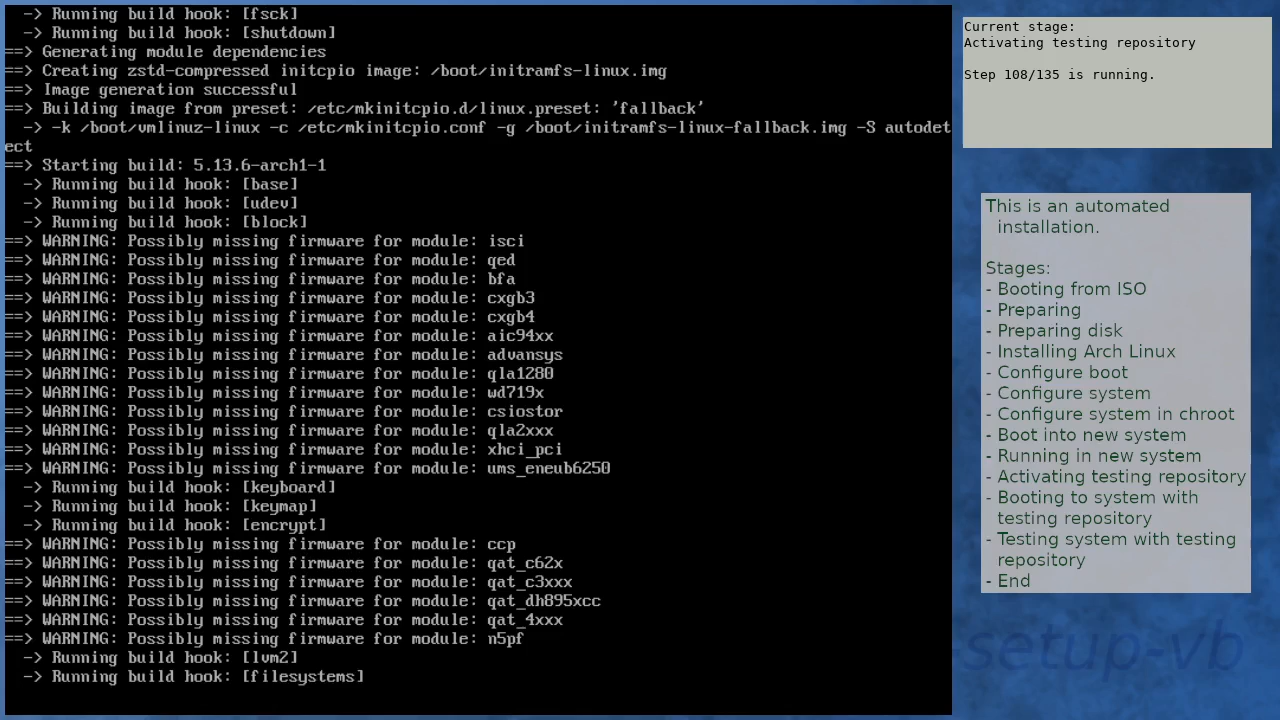 -> Running build hook: [fsck]
-> Running build hook: [shutdown]
==> Generating module dependencies
==> Creating zstd-compressed initcpio image: /boot/initramfs-linux.img
==> Image generation successful
==> Building image from preset: /etc/mkinitcpio.d/linux.preset: 'fallback'
-> -k /boot/vmlinuz-linux -c /etc/mkinitcpio.conf -g /boot/initramfs-linux-fallback.img -S autodet
ect
==> Starting build: 5.13.6-arch1-1
-> Running build hook: [base]
-> Running build hook: [udev]
-> Running build hook: [block]
==> WARNING: Possibly missing firmware for module: isci
==> WARNING: Possibly missing firmware for module: qed
==> WARNING: Possibly missing firmware for module: bfa
==> WARNING: Possibly missing firmware for module: cxgb3
==> WARNING: Possibly missing firmware for module: cxgb4
==> WARNING: Possibly missing firmware for module: aic94xx
==> WARNING: Possibly missing firmware for module: advansys
==> WARNING: Possibly missing firmware for module: qla1280
==> WARNING: Possibly missing firmware for module: wd719x
==> WARNING: Possibly missing firmware for module: csiostor
==> WARNING: Possibly missing firmware for module: qla2xxx
==> WARNING: Possibly missing firmware for module: xhci_pci
==> WARNING: Possibly missing firmware for module: ums_eneub6250
-> Running build hook: [keyboard]
-> Running build hook: [keymap]
-> Running build hook: [encrypt]
==> WARNING: Possibly missing firmware for module: ccp
==> WARNING: Possibly missing firmware for module: qat_c62x
==> WARNING: Possibly missing firmware for module: qat_c3xxx
==> WARNING: Possibly missing firmware for module: qat_dh895xcc
==> WARNING: Possibly missing firmware for module: qat_4xxx
==> WARNING: Possibly missing firmware for module: n5pf
-> Running build hook: [lvm2]
-> Running build hook: [filesystems]
Current stage:
Activating testing repository
Step 108/135 is running.
This is an automated
installation.
Stages:
- Booting from ISO
- Preparing
- Preparing disk
- Installing Arch Linux
- Configure boot
- Configure system
- Configure system in chroot
- Boot into new system
- Running in new system
- Activating testing repository
- Booting to system with
testing repository
- Testing system with testing
repository
- End
-setup-vb